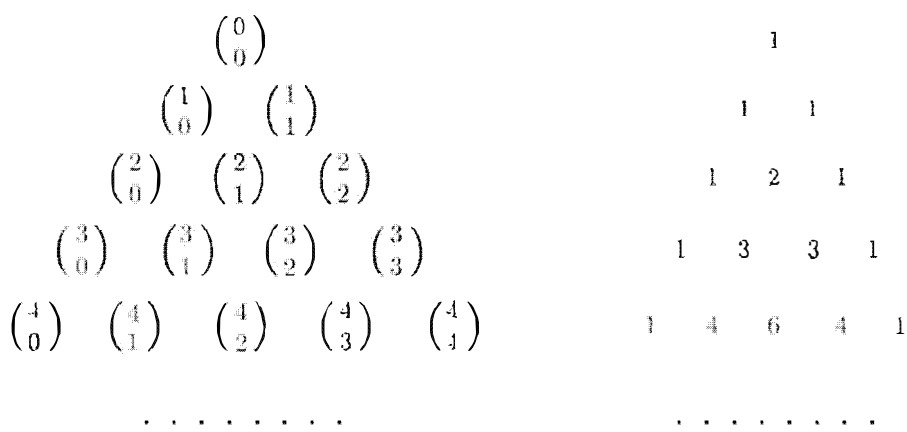 (0 0) 1
(1 0) (1 1) 1 1
(2 0) (2 1) (2 2) 1 2 1
(3 0) (3 1) (3 2) (3 3) 1 3 3 1
(4 0) (4 1) (4 2) (4 3) (4 4) 1 4 6 4 1
. . . . . . . . . . . . . . . .